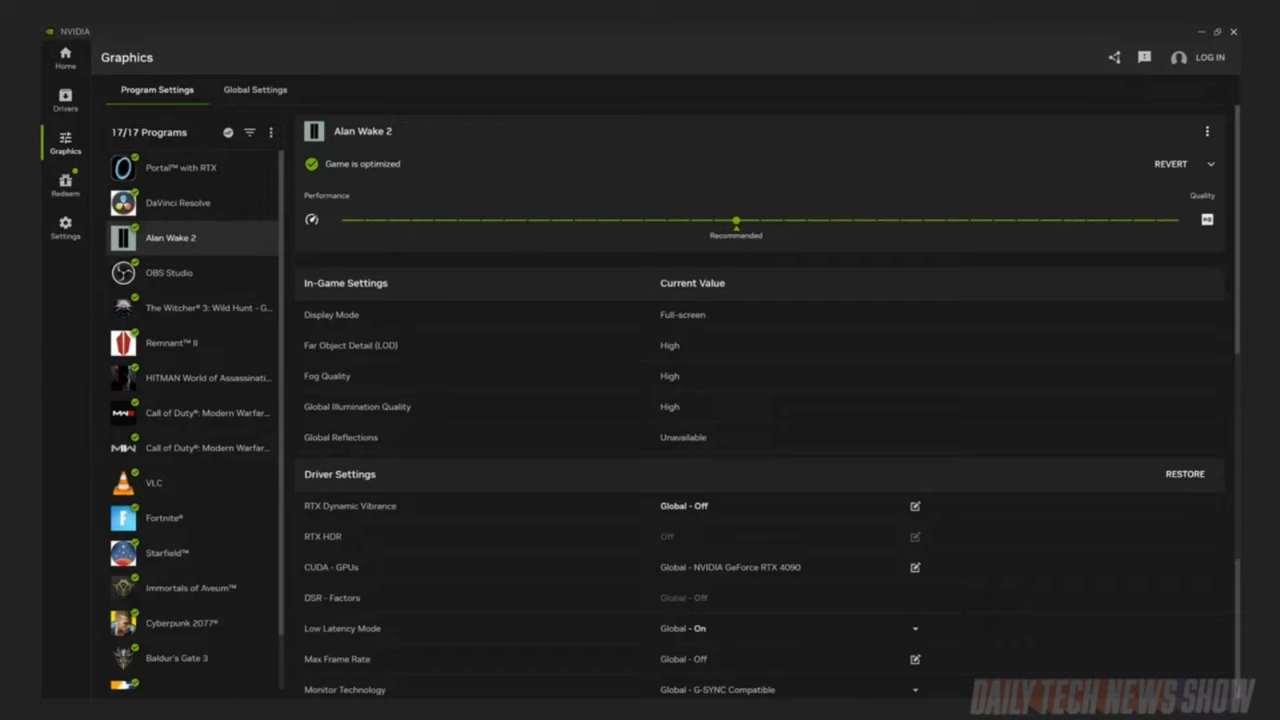 NVIDIA
Home
Graphics
LOG IN
Drivers
Graphics
Redeem
Settings
Program Settings
Global Settings
17/17 Programs
Portal™ with RTX
DaVinci Resolve
Alan Wake 2
OBS Studio
The Witcher® 3: Wild Hunt - G...
Remnant™ II
HITMAN World of Assassinati...
Call of Duty®: Modern Warfar...
Call of Duty®: Modern Warfar...
VLC
Fortnite®
Starfield™
Immortals of Aveum™
Cyberpunk 2077®
Baldur's Gate 3
Alan Wake 2
Game is optimized
REVERT
Performance
Quality
HQ
Recommended
In-Game Settings Current Value
Display Mode Full-screen
Far Object Detail (LOD) High
Fog Quality High
Global Illumination Quality High
Global Reflections Unavailable
Driver Settings RESTORE
RTX Dynamic Vibrance Global - Off
RTX HDR Off
CUDA - GPUs Global - NVIDIA GeForce RTX 4090
DSR - Factors Global - Off
Low Latency Mode Global - On
Max Frame Rate Global - Off
Monitor Technology Global - G-SYNC Compatible
DAILY TECH NEWS SHOW